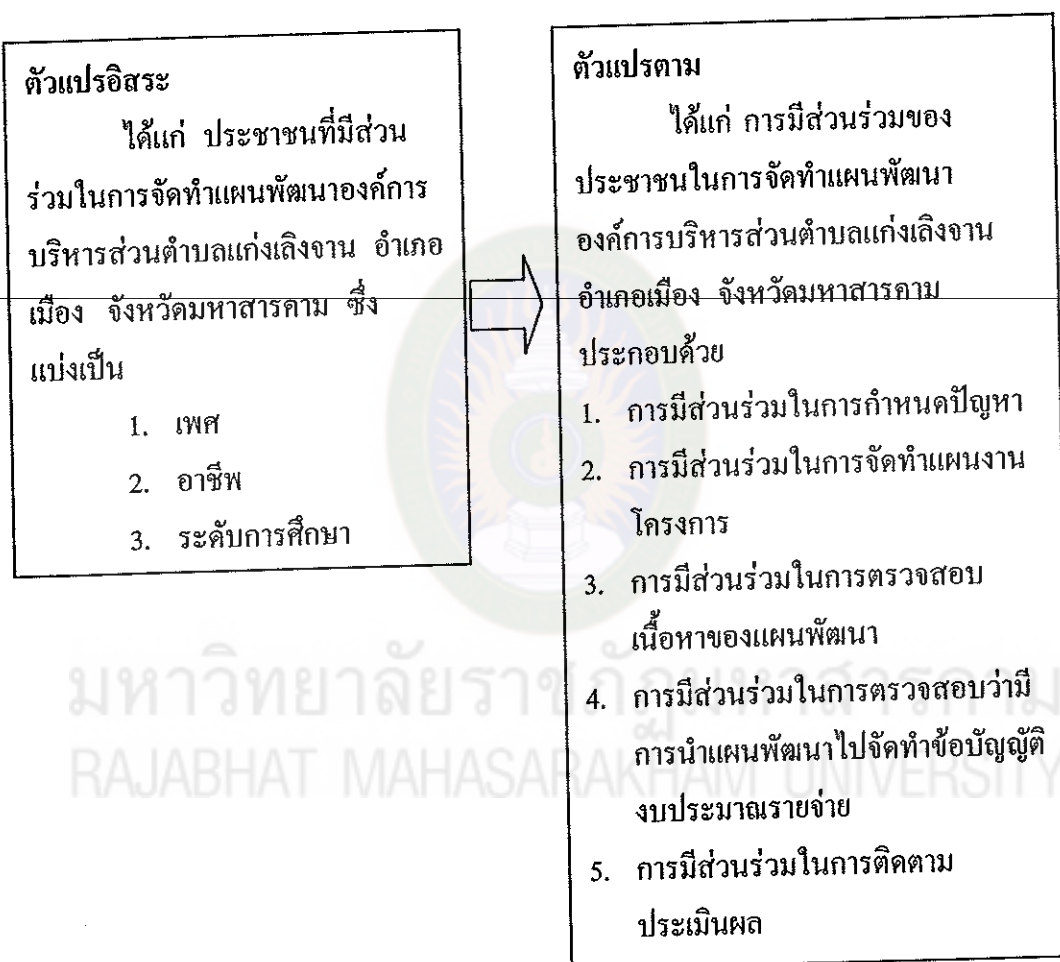 ตัวแปรอิสระ
ได้แก่ ประชาชนที่มีส่วน
ร่วมในการจัดทำแผนพัฒนาองค์การ
บริหารส่วนตำบลแก่งเลิงจาน อำเภอ
เมือง จังหวัดมหาสารคาม ซึ่ง
แบ่งเป็น
1. เพศ
2. อาชีพ
3. ระดับการศึกษา
ตัวแปรตาม
ได้แก่ การมีส่วนร่วมของ
ประชาชนในการจัดทำแผนพัฒนา
องค์การบริหารส่วนตำบลแก่งเลิงจาน
อำเภอเมือง จังหวัดมหาสารคาม
ประกอบด้วย
1. การมีส่วนร่วมในการกำหนดปัญหา
2. การมีส่วนร่วมในการจัดทำแผนงาน
โครงการ
3. การมีส่วนร่วมในการตรวจสอบ
เนื้อหาของแผนพัฒนา
4. การมีส่วนร่วมในการตรวจสอบว่ามี
การนำแผนพัฒนาไปจัดทำข้อบัญญัติ
งบประมาณรายจ่าย
5. การมีส่วนร่วมในการติดตาม
ประเมินผล
มหาวิทยาลัยราชภัฏมหาสารคาม
RAJABHAT MAHASARAKHAM UNIVERSITY